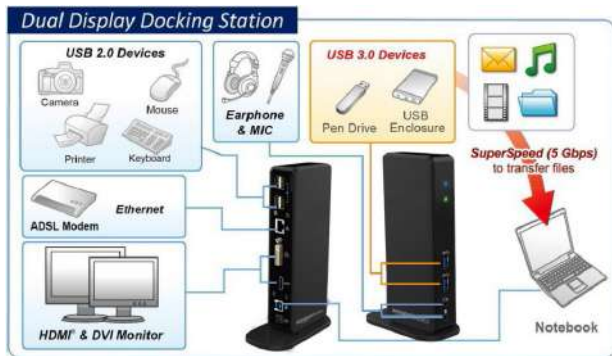 Dual Display Docking Station
USB 2.0 Devices
Camera
Mouse
Printer
Keyboard
Earphone
& MIC
USB 3.0 Devices
Pen Drive
USB
Enclosure
SuperSpeed (5 Gbps)
to transfer files
Ethernet
ADSL Modem
HDMI® & DVI Monitor
Notebook